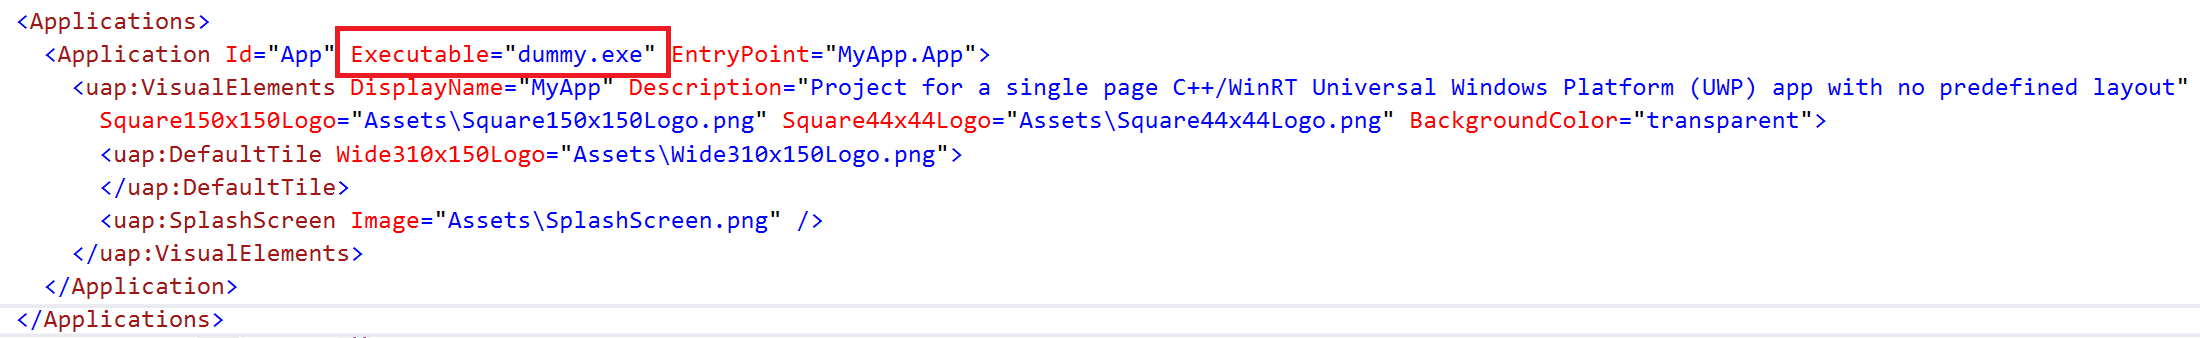 <Applications>
<Application Id="App" Executable="dummy.exe" EntryPoint="MyApp.App">
<uap:VisualElements DisplayName="MyApp" Description="Project for a single page C++/WinRT Universal Windows Platform (UWP) app with no predefined layout"
Square150x150Logo="Assets\Square150x150Logo.png" Square44x44Logo="Assets\Square44x44Logo.png" BackgroundColor="transparent">
<uap:DefaultTile Wide310x150Logo="Assets\Wide310x150Logo.png">
</uap:DefaultTile>
<uap:SplashScreen Image="Assets\SplashScreen.png" />
</uap:VisualElements>
</Application>
</Applications>